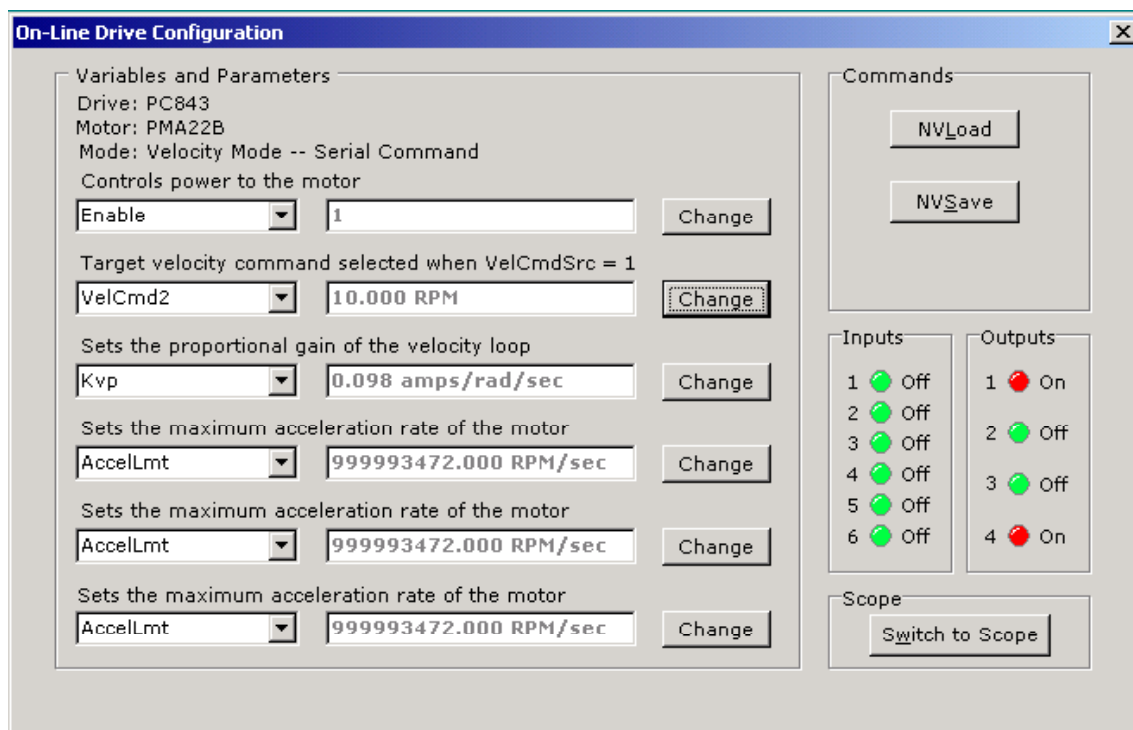 On-Line Drive Configuration
Variables and Parameters
Drive: PC843
Motor: PMA22B
Mode: Velocity Mode -- Serial Command
Controls power to the motor
Enable 1 Change
Target velocity command selected when VelCmdSrc = 1
VelCmd2 10.000 RPM Change
Sets the proportional gain of the velocity loop
Kvp 0.098 amps/rad/sec Change
Sets the maximum acceleration rate of the motor
AccelLmt 999993472.000 RPM/sec Change
Sets the maximum acceleration rate of the motor
AccelLmt 999993472.000 RPM/sec Change
Sets the maximum acceleration rate of the motor
AccelLmt 999993472.000 RPM/sec Change
Commands
NVLoad
NVSave
Inputs
1 Off
2 Off
3 Off
4 Off
5 Off
6 Off
Outputs
1 On
2 Off
3 Off
4 On
Scope
Switch to Scope